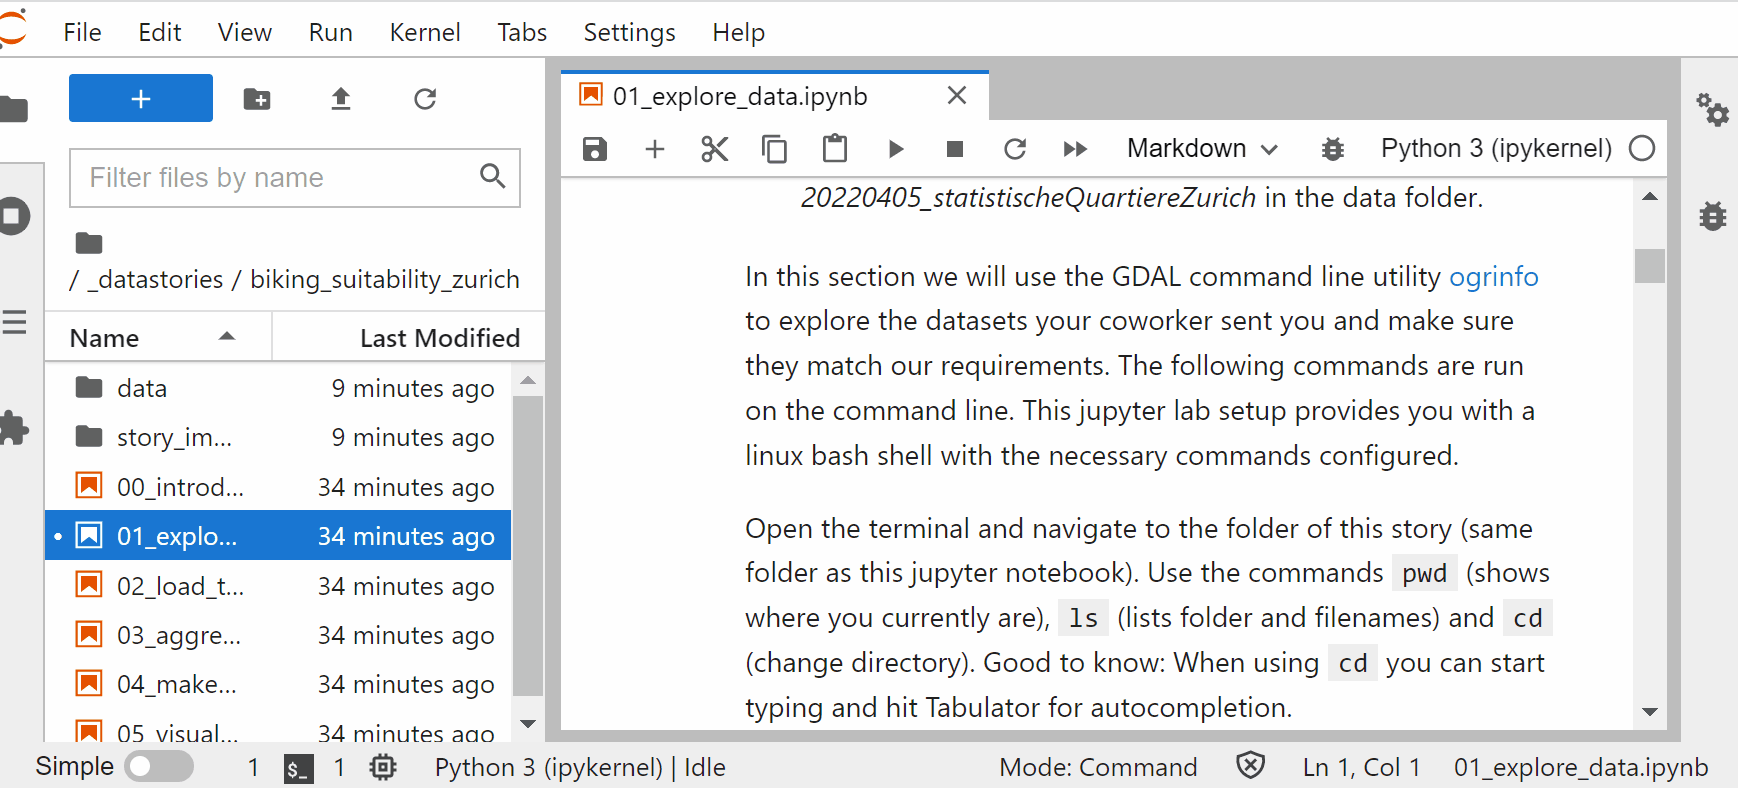 File Edit View Run Kernel Tabs Settings Help
+
Filter files by name
/ _datastories / biking_suitability_zurich
Name Last Modified
data 9 minutes ago
story_im... 9 minutes ago
00_introd... 34 minutes ago
01_explo... 34 minutes ago
02_load_t... 34 minutes ago
03_aggre... 34 minutes ago
04_make... 34 minutes ago
05_visual... 34 minutes ago
01_explore_data.ipynb
Markdown Python 3 (ipykernel)
20220405_statistischeQuartiereZurich in the data folder.
In this section we will use the GDAL command line utility ogrinfo
to explore the datasets your coworker sent you and make sure
they match our requirements. The following commands are run
on the command line. This jupyter lab setup provides you with a
linux bash shell with the necessary commands configured.
Open the terminal and navigate to the folder of this story (same
folder as this jupyter notebook). Use the commands pwd (shows
where you currently are), ls (lists folder and filenames) and cd
(change directory). Good to know: When using cd you can start
typing and hit Tabulator for autocompletion.
Simple 1 $_ 1 Python 3 (ipykernel) | Idle Mode: Command Ln 1, Col 1 01_explore_data.ipynb